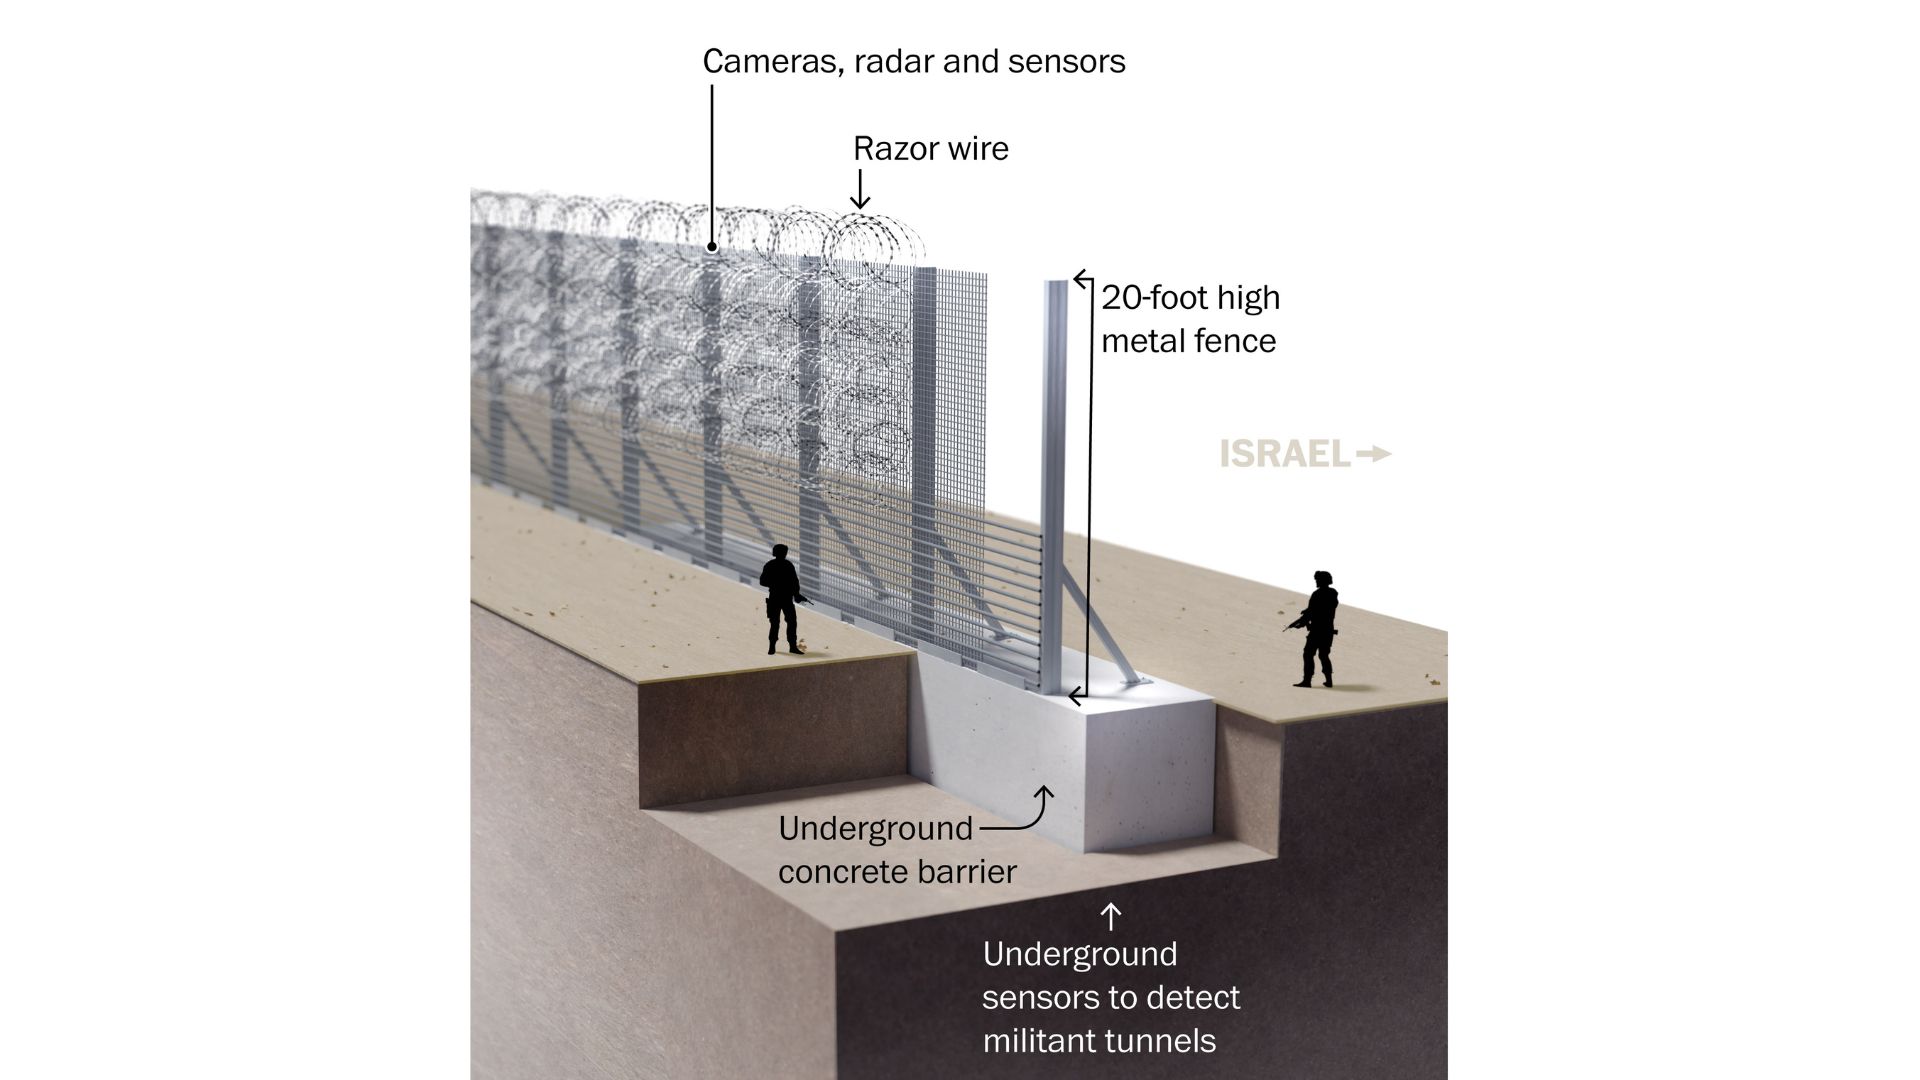 Cameras, radar and sensors
Razor wire
20-foot high
metal fence
ISRAEL
Underground
concrete barrier
Underground
sensors to detect
militant tunnels